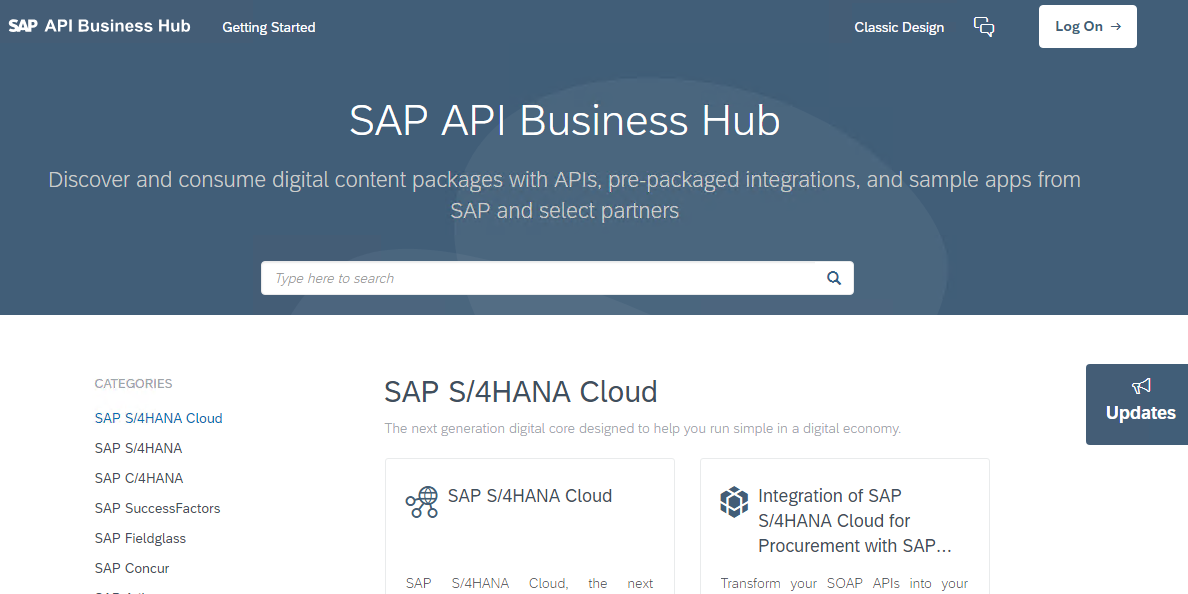 SAP API Business Hub
Getting Started
Classic Design
Log On →
SAP API Business Hub
Discover and consume digital content packages with APIs, pre-packaged integrations, and sample apps from
SAP and select partners
Type here to search
CATEGORIES
SAP S/4HANA Cloud
SAP S/4HANA
SAP C/4HANA
SAP SuccessFactors
SAP Fieldglass
SAP Concur
SAP S/4HANA Cloud
The next generation digital core designed to help you run simple in a digital economy.
SAP S/4HANA Cloud
SAP S/4HANA Cloud, the next
Integration of SAP
S/4HANA Cloud for
Procurement with SAP...
Transform your SOAP APIs into your
Updates